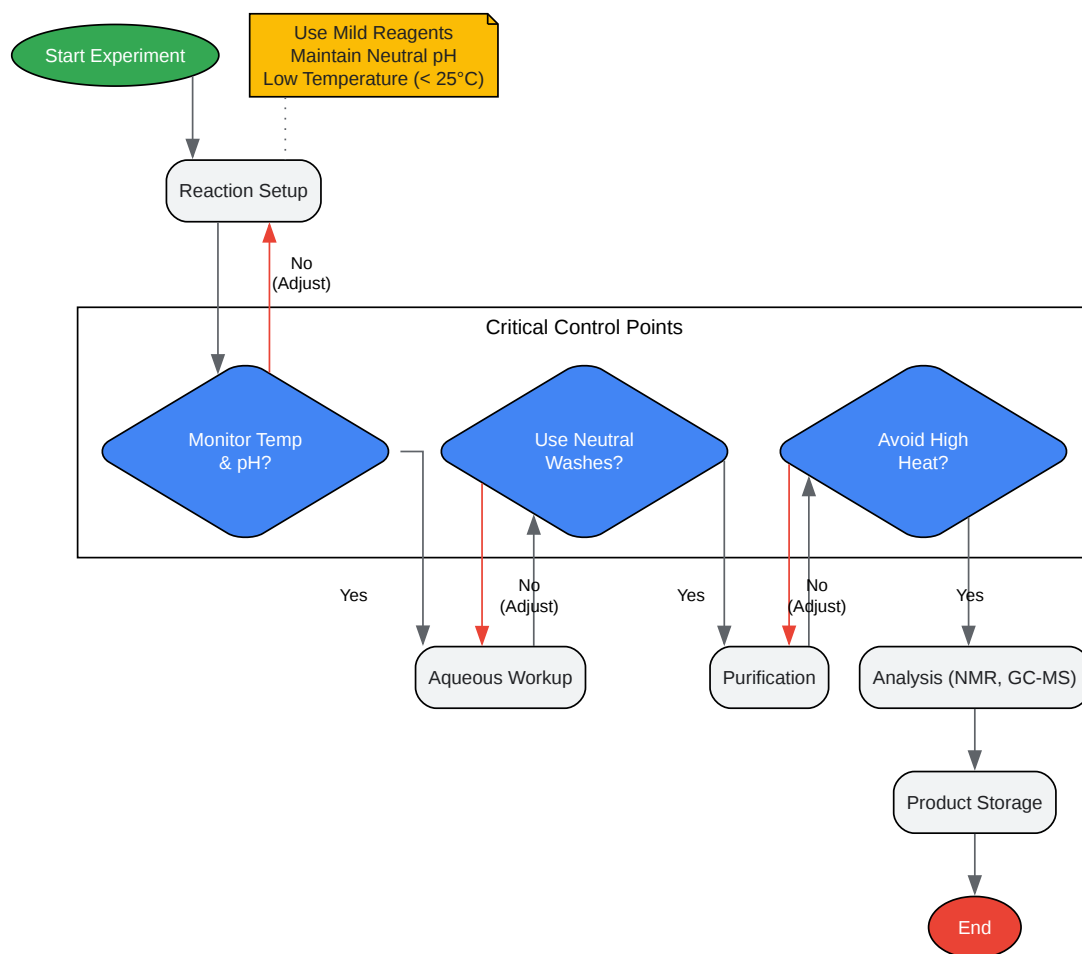 Start Experiment
Use Mild Reagents
Maintain Neutral pH
Low Temperature (< 25°C)
Reaction Setup
No
(Adjust)
Critical Control Points
Monitor Temp
& pH?
Use Neutral
Washes?
Avoid High
Heat?
Yes
No
(Adjust)
Yes
No
(Adjust)
Yes
Aqueous Workup
Purification
Analysis (NMR, GC-MS)
Product Storage
End